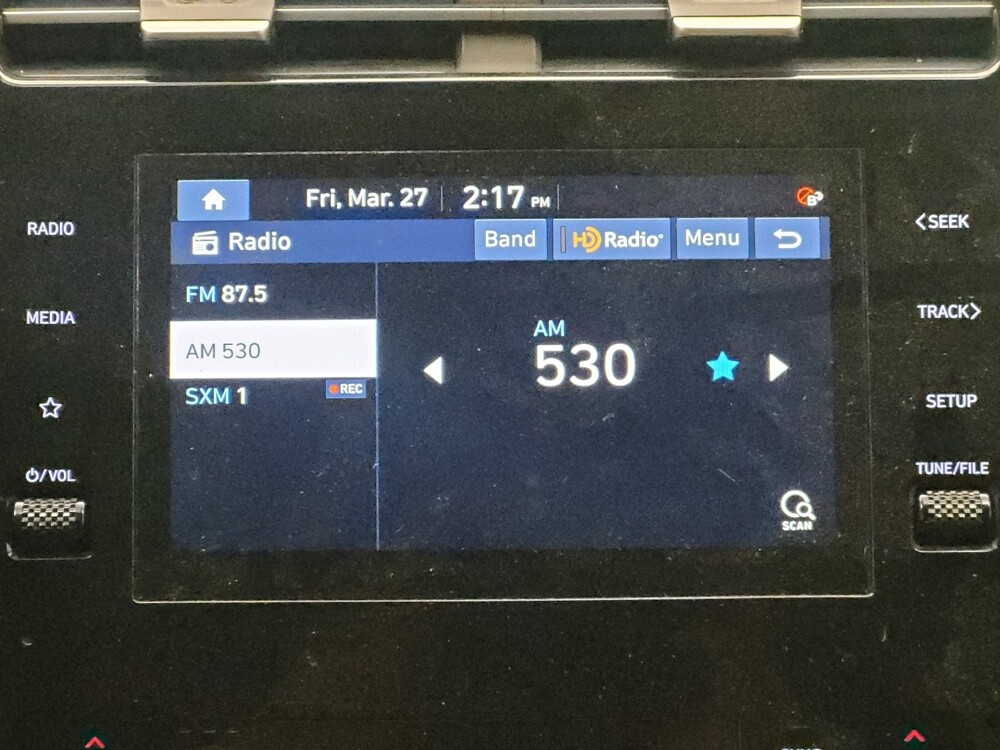 Fri, Mar. 27 2:17 PM
Radio Band HD Radio Menu
FM 87.5
AM 530
SXM 1 REC
AM
530
SCAN
RADIO
MEDIA
/VOL
<SEEK
TRACK>
SETUP
TUNE/FILE